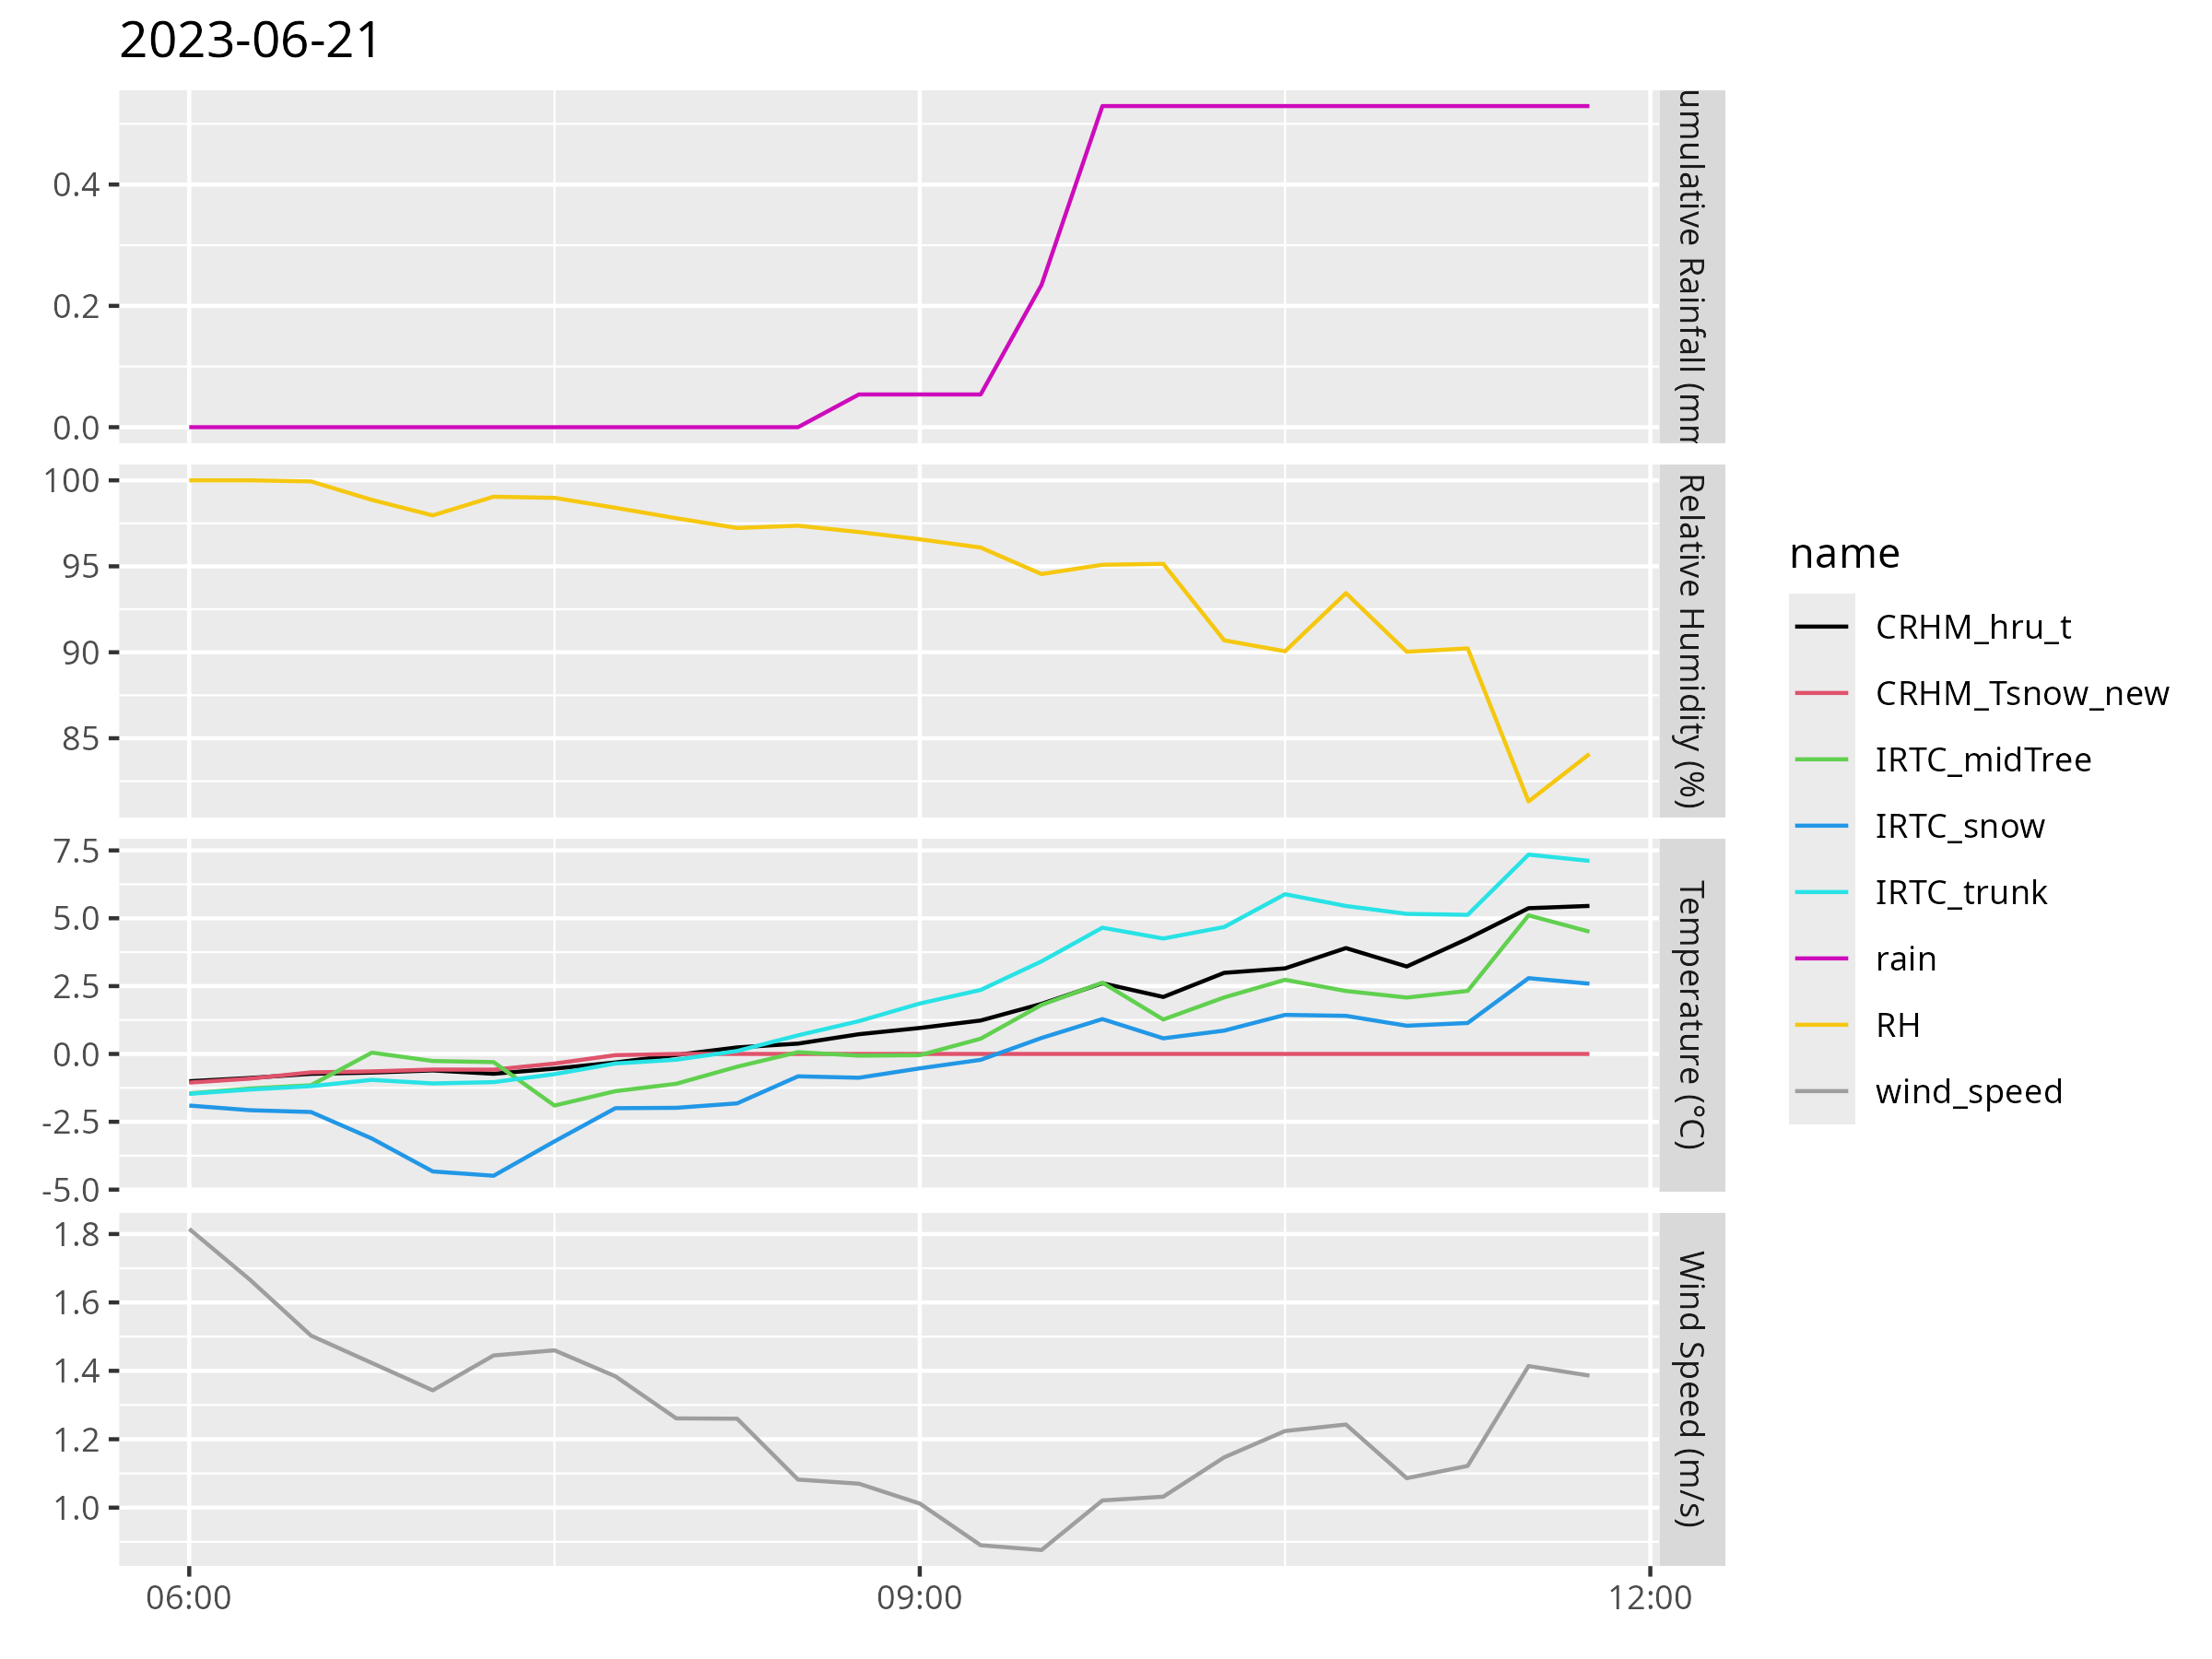 2023-06-21
umulative Rainfall (mm
0.4
0.2
0.0
Relative Humidity (%)
100
95
90
85
Temperature (°C)
7.5
5.0
2.5
0.0
-2.5
-5.0
Wind Speed (m/s)
1.8
1.6
1.4
1.2
1.0
06:00 09:00 12:00
name
CRHM_hru_t
CRHM_Tsnow_new
IRTC_midTree
IRTC_snow
IRTC_trunk
rain
RH
wind_speed